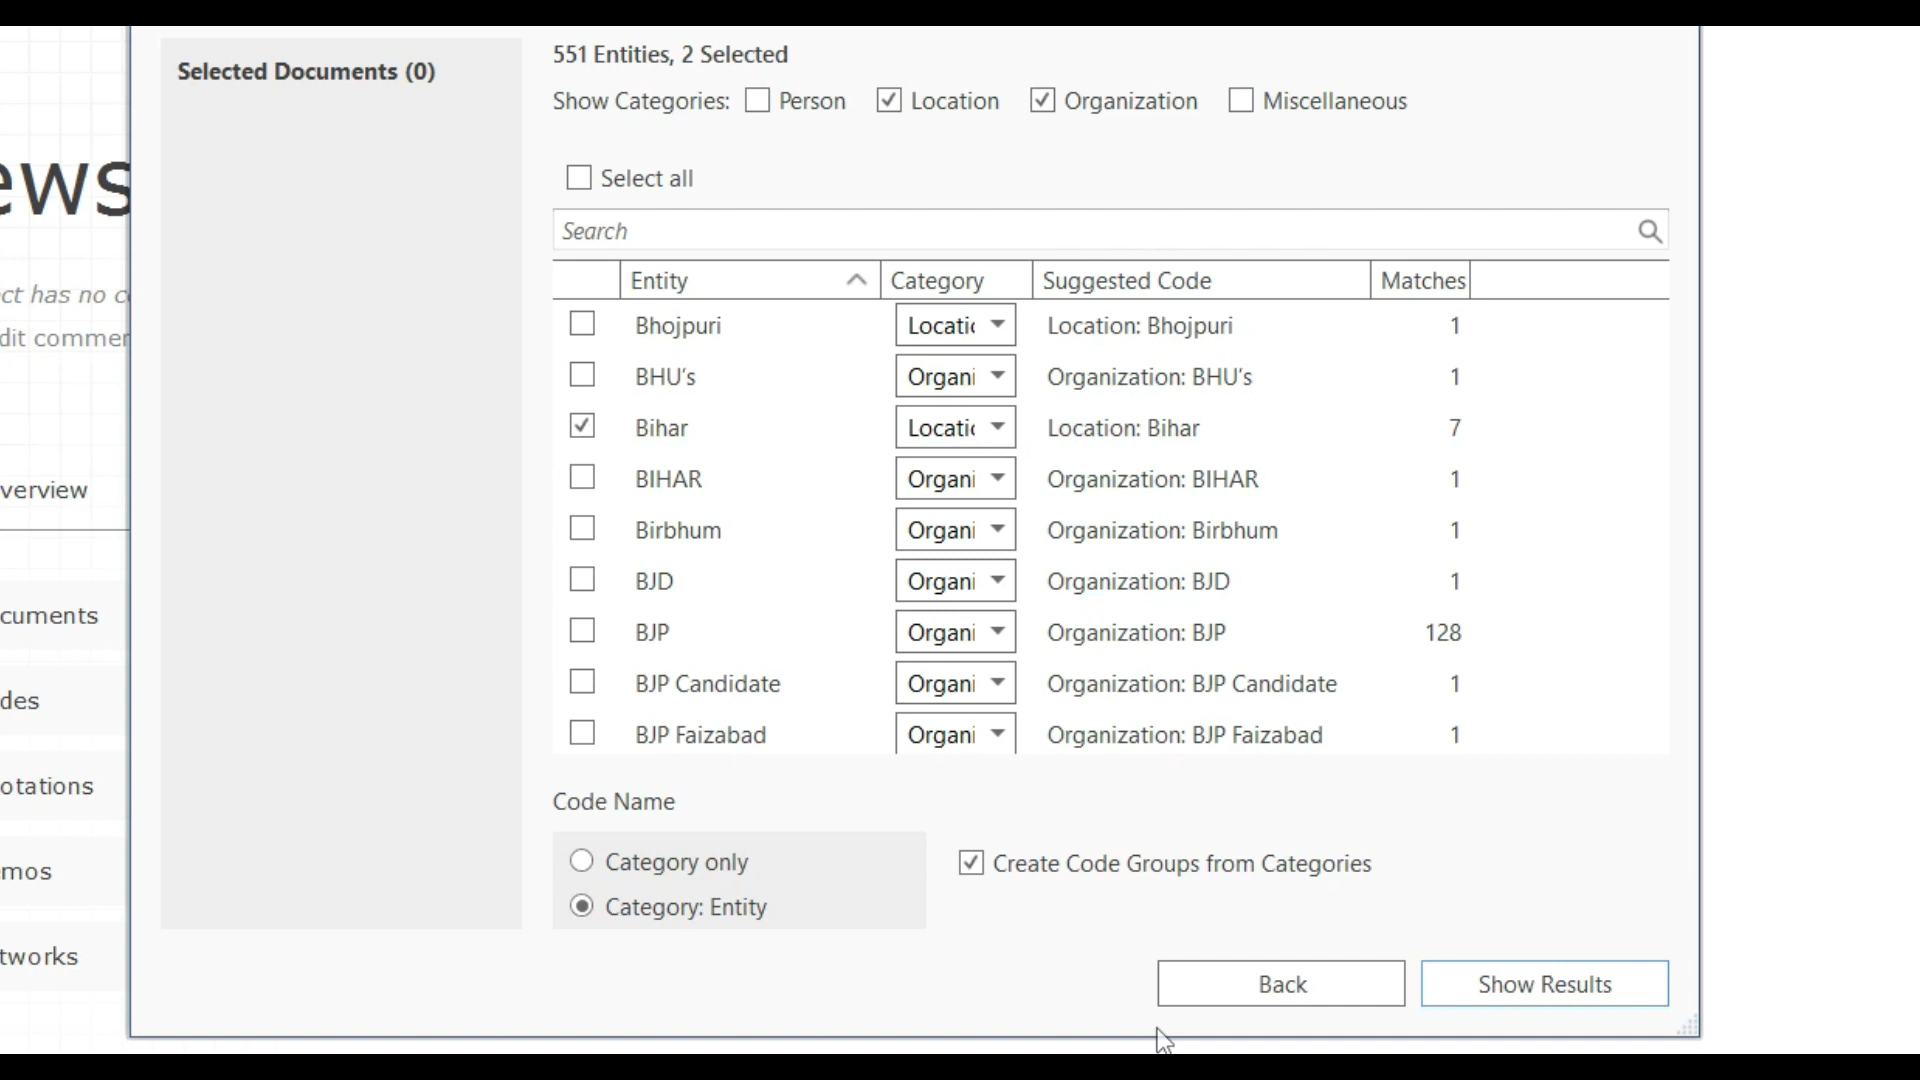 551 Entities, 2 Selected
Selected Documents (0)
Show Categories: Person Location Organization Miscellaneous
ews
Select all
Search
Entity Category Suggested Code Matches
ct has no c
Bhojpuri Locatic Location: Bhojpuri 1
dit commer
BHU's Organi Organization: BHU's 1
Bihar Locatic Location: Bihar 7
BIHAR Organi Organization: BIHAR 1
verview
Birbhum Organi Organization: Birbhum 1
BJD Organi Organization: BJD 1
cuments
BJP Organi Organization: BJP 128
BJP Candidate Organi Organization: BJP Candidate 1
des
BJP Faizabad Organi Organization: BJP Faizabad 1
otations
Code Name
Category only
Create Code Groups from Categories
emos
Category: Entity
tworks
Back Show Results